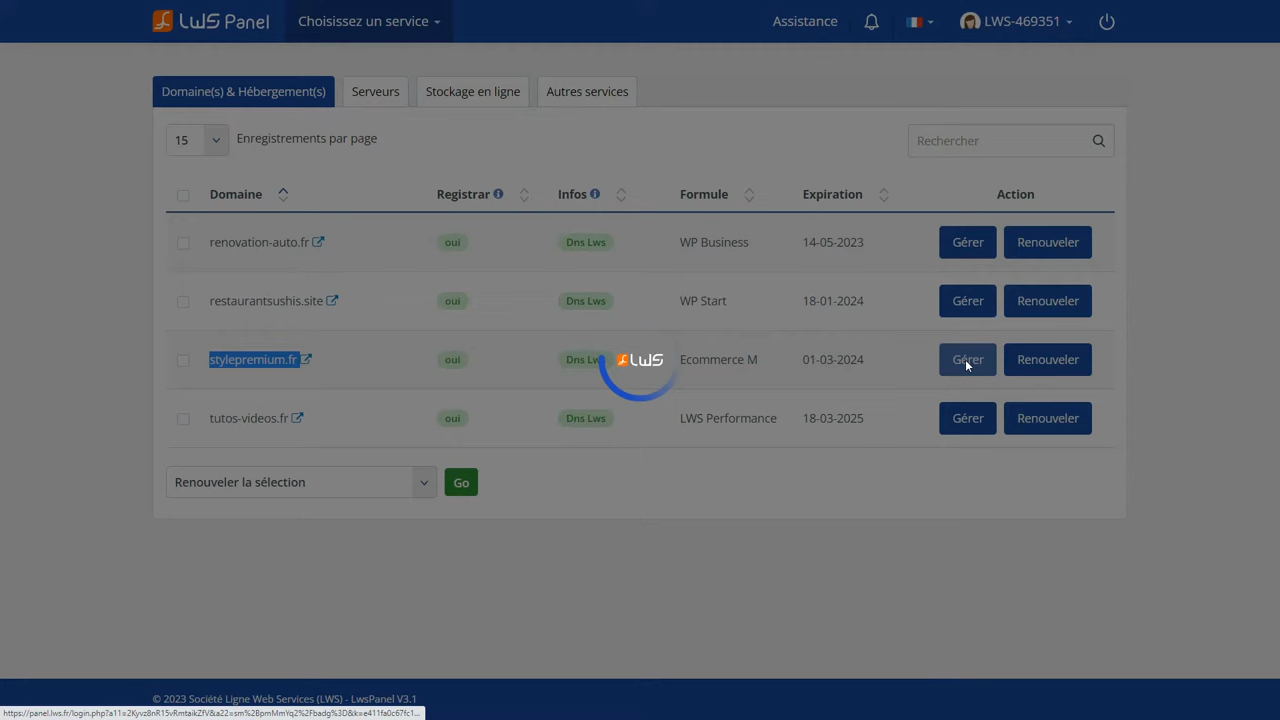 LWS Panel Choisissez un service Assistance LWS-469351
Domaine(s) & Hébergement(s) Serveurs Stockage en ligne Autres services
15 Enregistrements par page Rechercher
Domaine Registrar Infos Formule Expiration Action
renovation-auto.fr oui Dns Lws WP Business 14-05-2023 Gérer Renouveler
restaurantsushis.site oui Dns Lws WP Start 18-01-2024 Gérer Renouveler
stylepremium.fr oui Dns Lws Ecommerce M 01-03-2024 Gérer Renouveler
LWS
tutos-videos.fr oui Dns Lws LWS Performance 18-03-2025 Gérer Renouveler
Renouveler la sélection Go
© 2023 Société Ligne Web Services (LWS) - LwsPanel V3.1